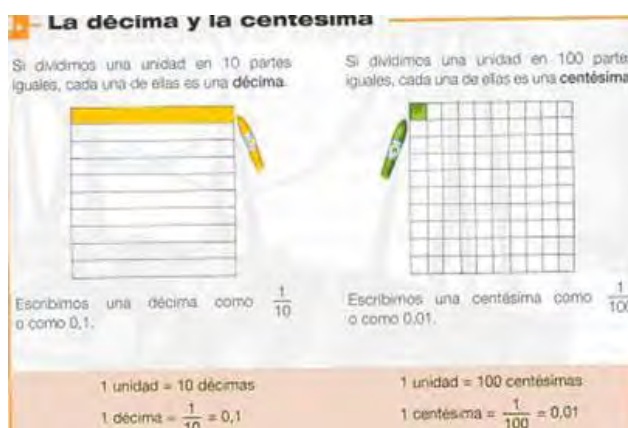 La décima y la centésima
Si dividimos una unidad en 10 partes
iguales, cada una de ellas es una décima.
Si dividimos una unidad en 100 partes
iguales, cada una de ellas es una centésima
Escribimos una décima como 1/10
o como 0,1.
Escribimos una centésima como 1/100
o como 0,01.
1 unidad = 10 décimas
1 décima = 1/10 = 0,1
1 unidad = 100 centésimas
1 centésima = 1/100 = 0,01